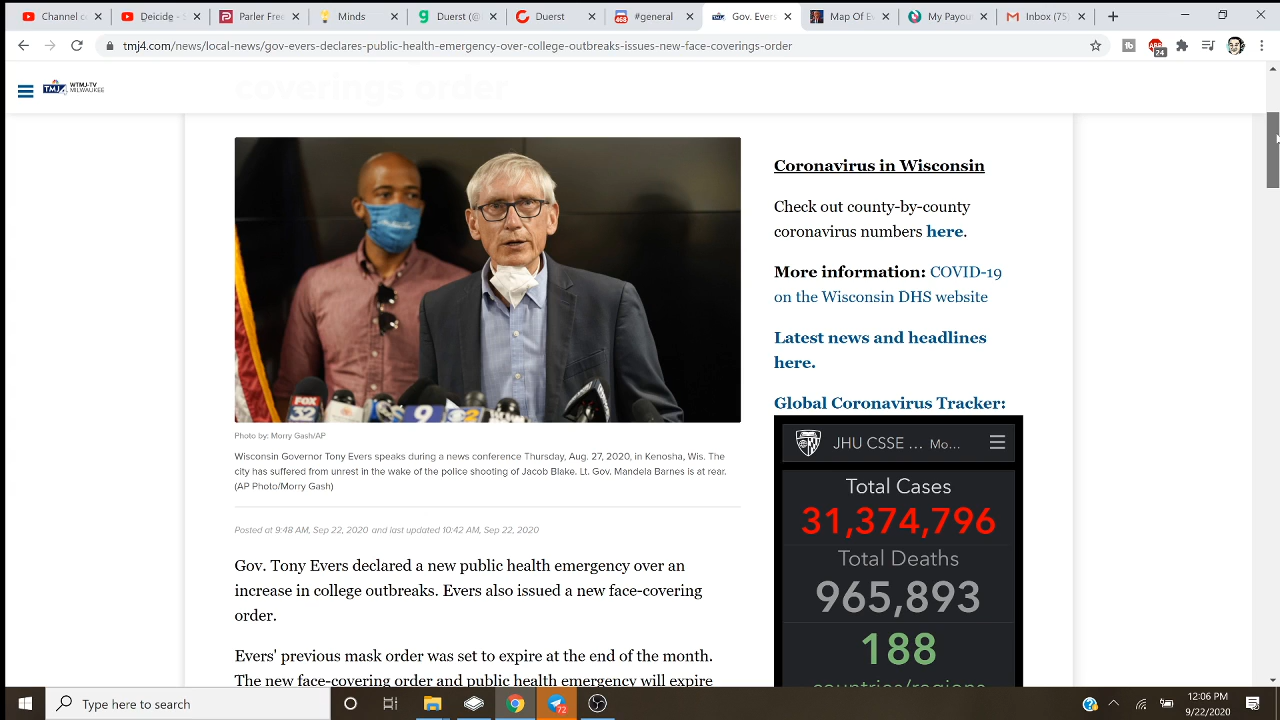 Channel c
Deicide
Parler Free
Minds
Duerst (@
Duerst
468
#general
Gov. Evers
Map Of E
My Payou
Inbox (75)
tmj4.com/news/local-news/gov-evers-declares-public-health-emergency-over-college-outbreaks-issues-new-face-coverings-order
24
coverings order
TMJ4
WTMJ-TV
MILWAUKEE
FOX
32
9
Photo by: Morry Gash/AP
Wisconsin Governor Tony Evers speaks during a news conference Thursday, Aug. 27, 2020, in Kenosha, Wis. The
city has suffered from unrest in the wake of the police shooting of Jacob Blake. Lt. Gov. Mandela Barnes is at rear.
(AP Photo/Morry Gash)
Posted at 9:48 AM, Sep 22, 2020 and last updated 10:42 AM, Sep 22, 2020
Gov. Tony Evers declared a new public health emergency over an
increase in college outbreaks. Evers also issued a new face-covering
order.
Evers' previous mask order was set to expire at the end of the month.
The new face-covering order and public health emergency will expire
Coronavirus in Wisconsin
Check out county-by-county
coronavirus numbers here.
More information: COVID-19
on the Wisconsin DHS website
Latest news and headlines
here.
Global Coronavirus Tracker:
JHU CSSE ... Mo...
Total Cases
31,374,796
Total Deaths
965,893
188
countries/regions
Type here to search
72
12:06 PM
9/22/2020